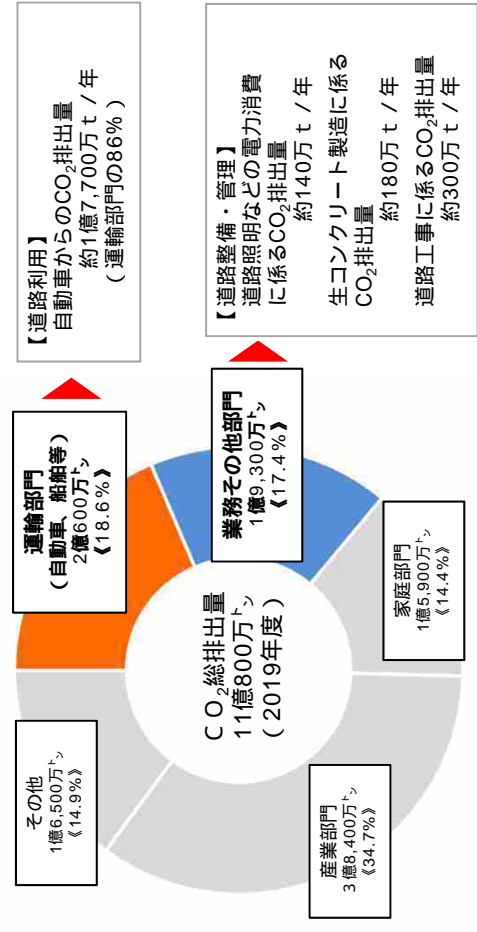 ＣＯ₂総排出量
11億800万㌧
（2019年度）
運輸部門
(自動車、船舶等)
2億600万㌧
《18.6%》
業務その他部門
1億9,300万㌧
《17.4%》
家庭部門
1億5,900万㌧
《14.4%》
産業部門
3億8,400万㌧
《34.7%》
その他
1億6,500万㌧
《14.9%》
【道路利用】
自動車からのCO₂排出量
約1億7,700万ｔ/年
（運輸部門の86%）
【道路整備・管理】
道路照明などの電力消費
に係るCO₂排出量
約140万ｔ/年
生コンクリート製造に係る
CO₂排出量
約180万ｔ/年
道路工事に係るCO₂排出量
約300万ｔ/年